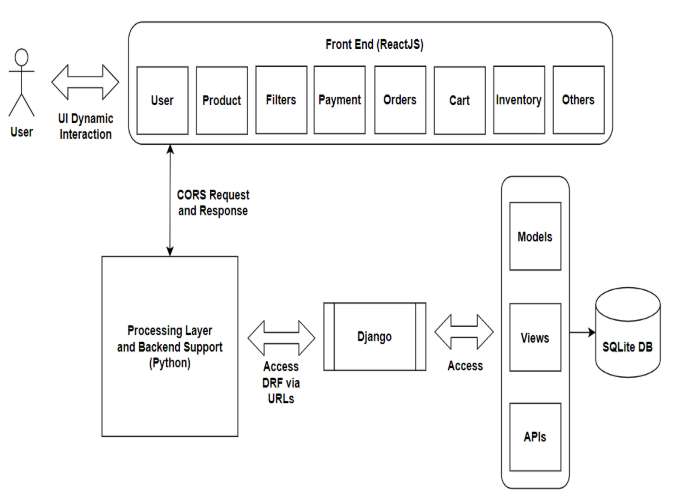 Front End (ReactJS)
User
Product
Filters
Payment
Orders
Cart
Inventory
Others
User
UI Dynamic
Interaction
CORS Request
and Response
Processing Layer
and Backend Support
(Python)
Access
DRF via
URLs
Django
Access
Models
Views
APIs
SQLite DB